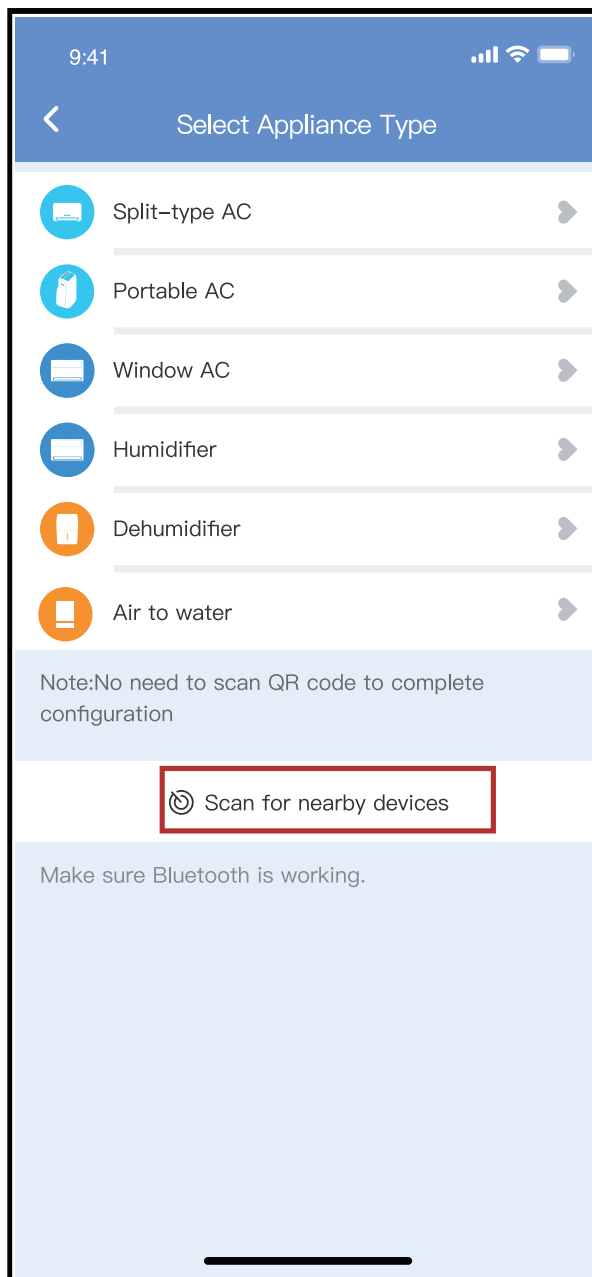 9:41
Select Appliance Type
Split-type AC
Portable AC
Window AC
Humidifier
Dehumidifier
Air to water
Note:No need to scan QR code to complete
configuration
Scan for nearby devices
Make sure Bluetooth is working.